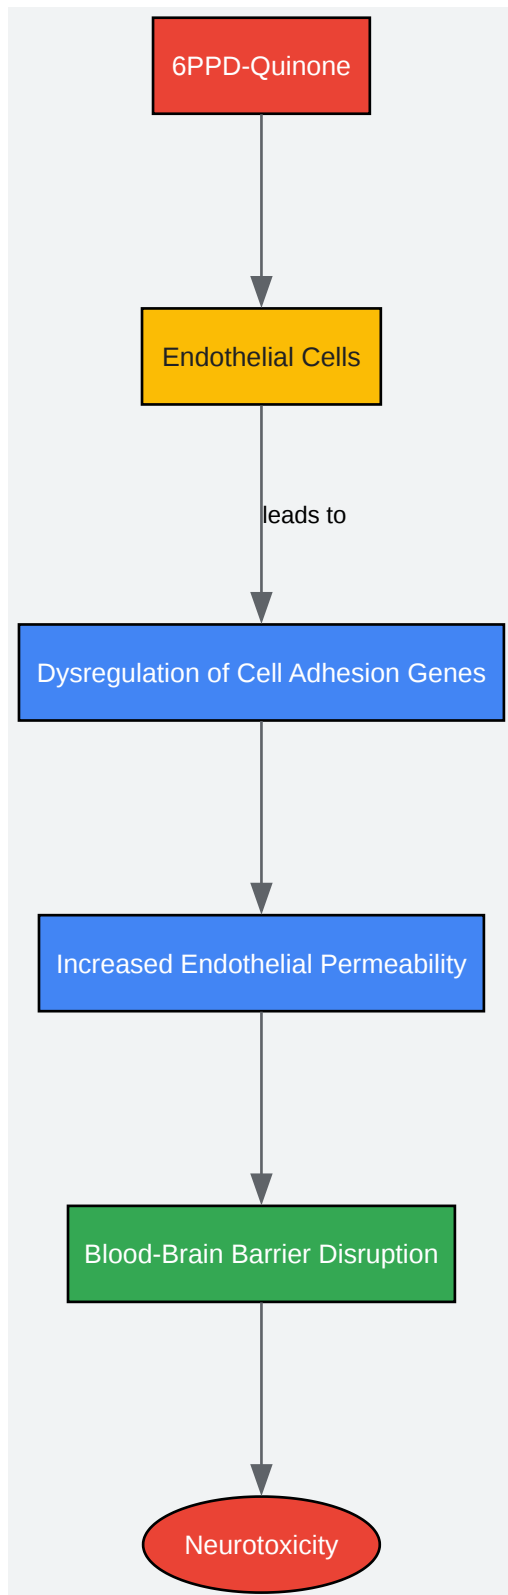 6PPD-Quinone
Endothelial Cells
leads to
Dysregulation of Cell Adhesion Genes
Increased Endothelial Permeability
Blood-Brain Barrier Disruption
Neurotoxicity